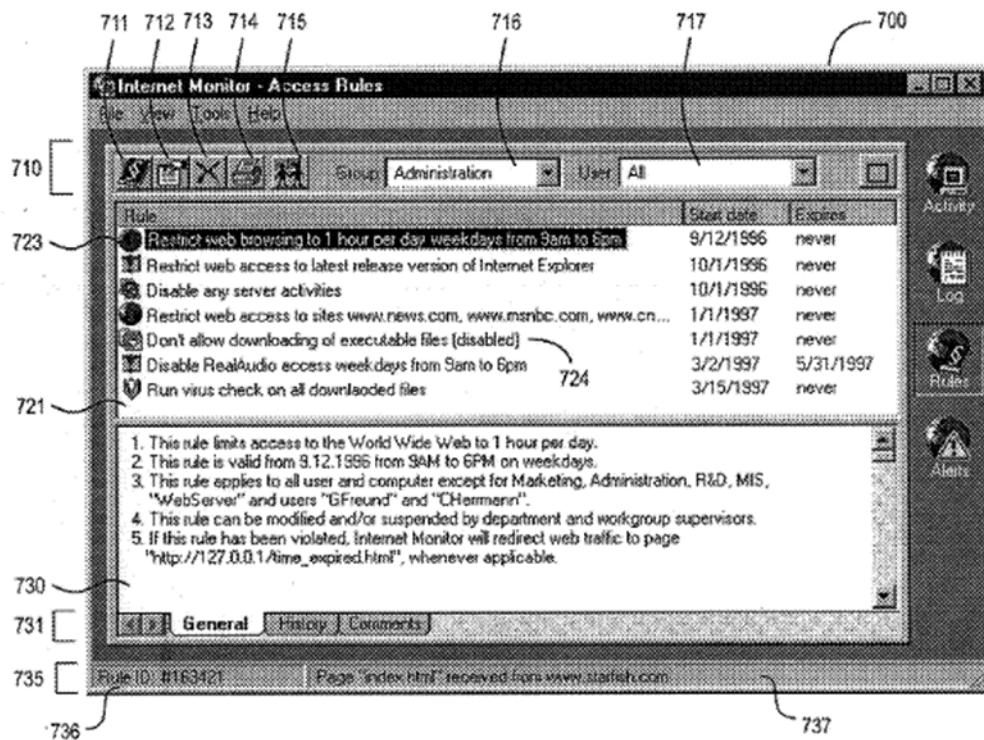 711 712 713 714 715 716 717 700
Internet Monitor - Access Rules
File View Tools Help
710
Group Administration User All
Activity
Rule Start date Expires
723
Restrict web browsing to 1 hour per day weekdays from 9am to 6pm 9/12/1996 never
Restrict web access to latest release version of Internet Explorer 10/1/1996 never
Log
Disable any server activities 10/1/1996 never
Restrict web access to sites www.news.com, www.msnbc.com, www.cn... 1/1/1997 never
Don't allow downloading of executable files (disabled) 1/1/1997 never
724
Disable RealAudio access weekdays from 9am to 6pm 3/2/1997 5/31/1997
Rules
Run virus check on all downlaoded files 3/15/1997 never
721
1. This rule limits access to the World Wide Web to 1 hour per day.
2. This rule is valid from 9.12.1996 from 9AM to 6PM on weekdays.
3. This rule applies to all user and computer except for Marketing, Administration, R&D, MIS,
"WebServer" and users "GFreund" and "CHerrmann".
Alerts
4. This rule can be modified and/or suspended by department and workgroup supervisors.
5. If this rule has been violated, Internet Monitor will redirect web traffic to page
"http://127.0.0.1/time_expired.html", whenever applicable.
730
731
General History Comments
735
Rule ID: #163421 Page "index.html" received from www.starfish.com
736 737